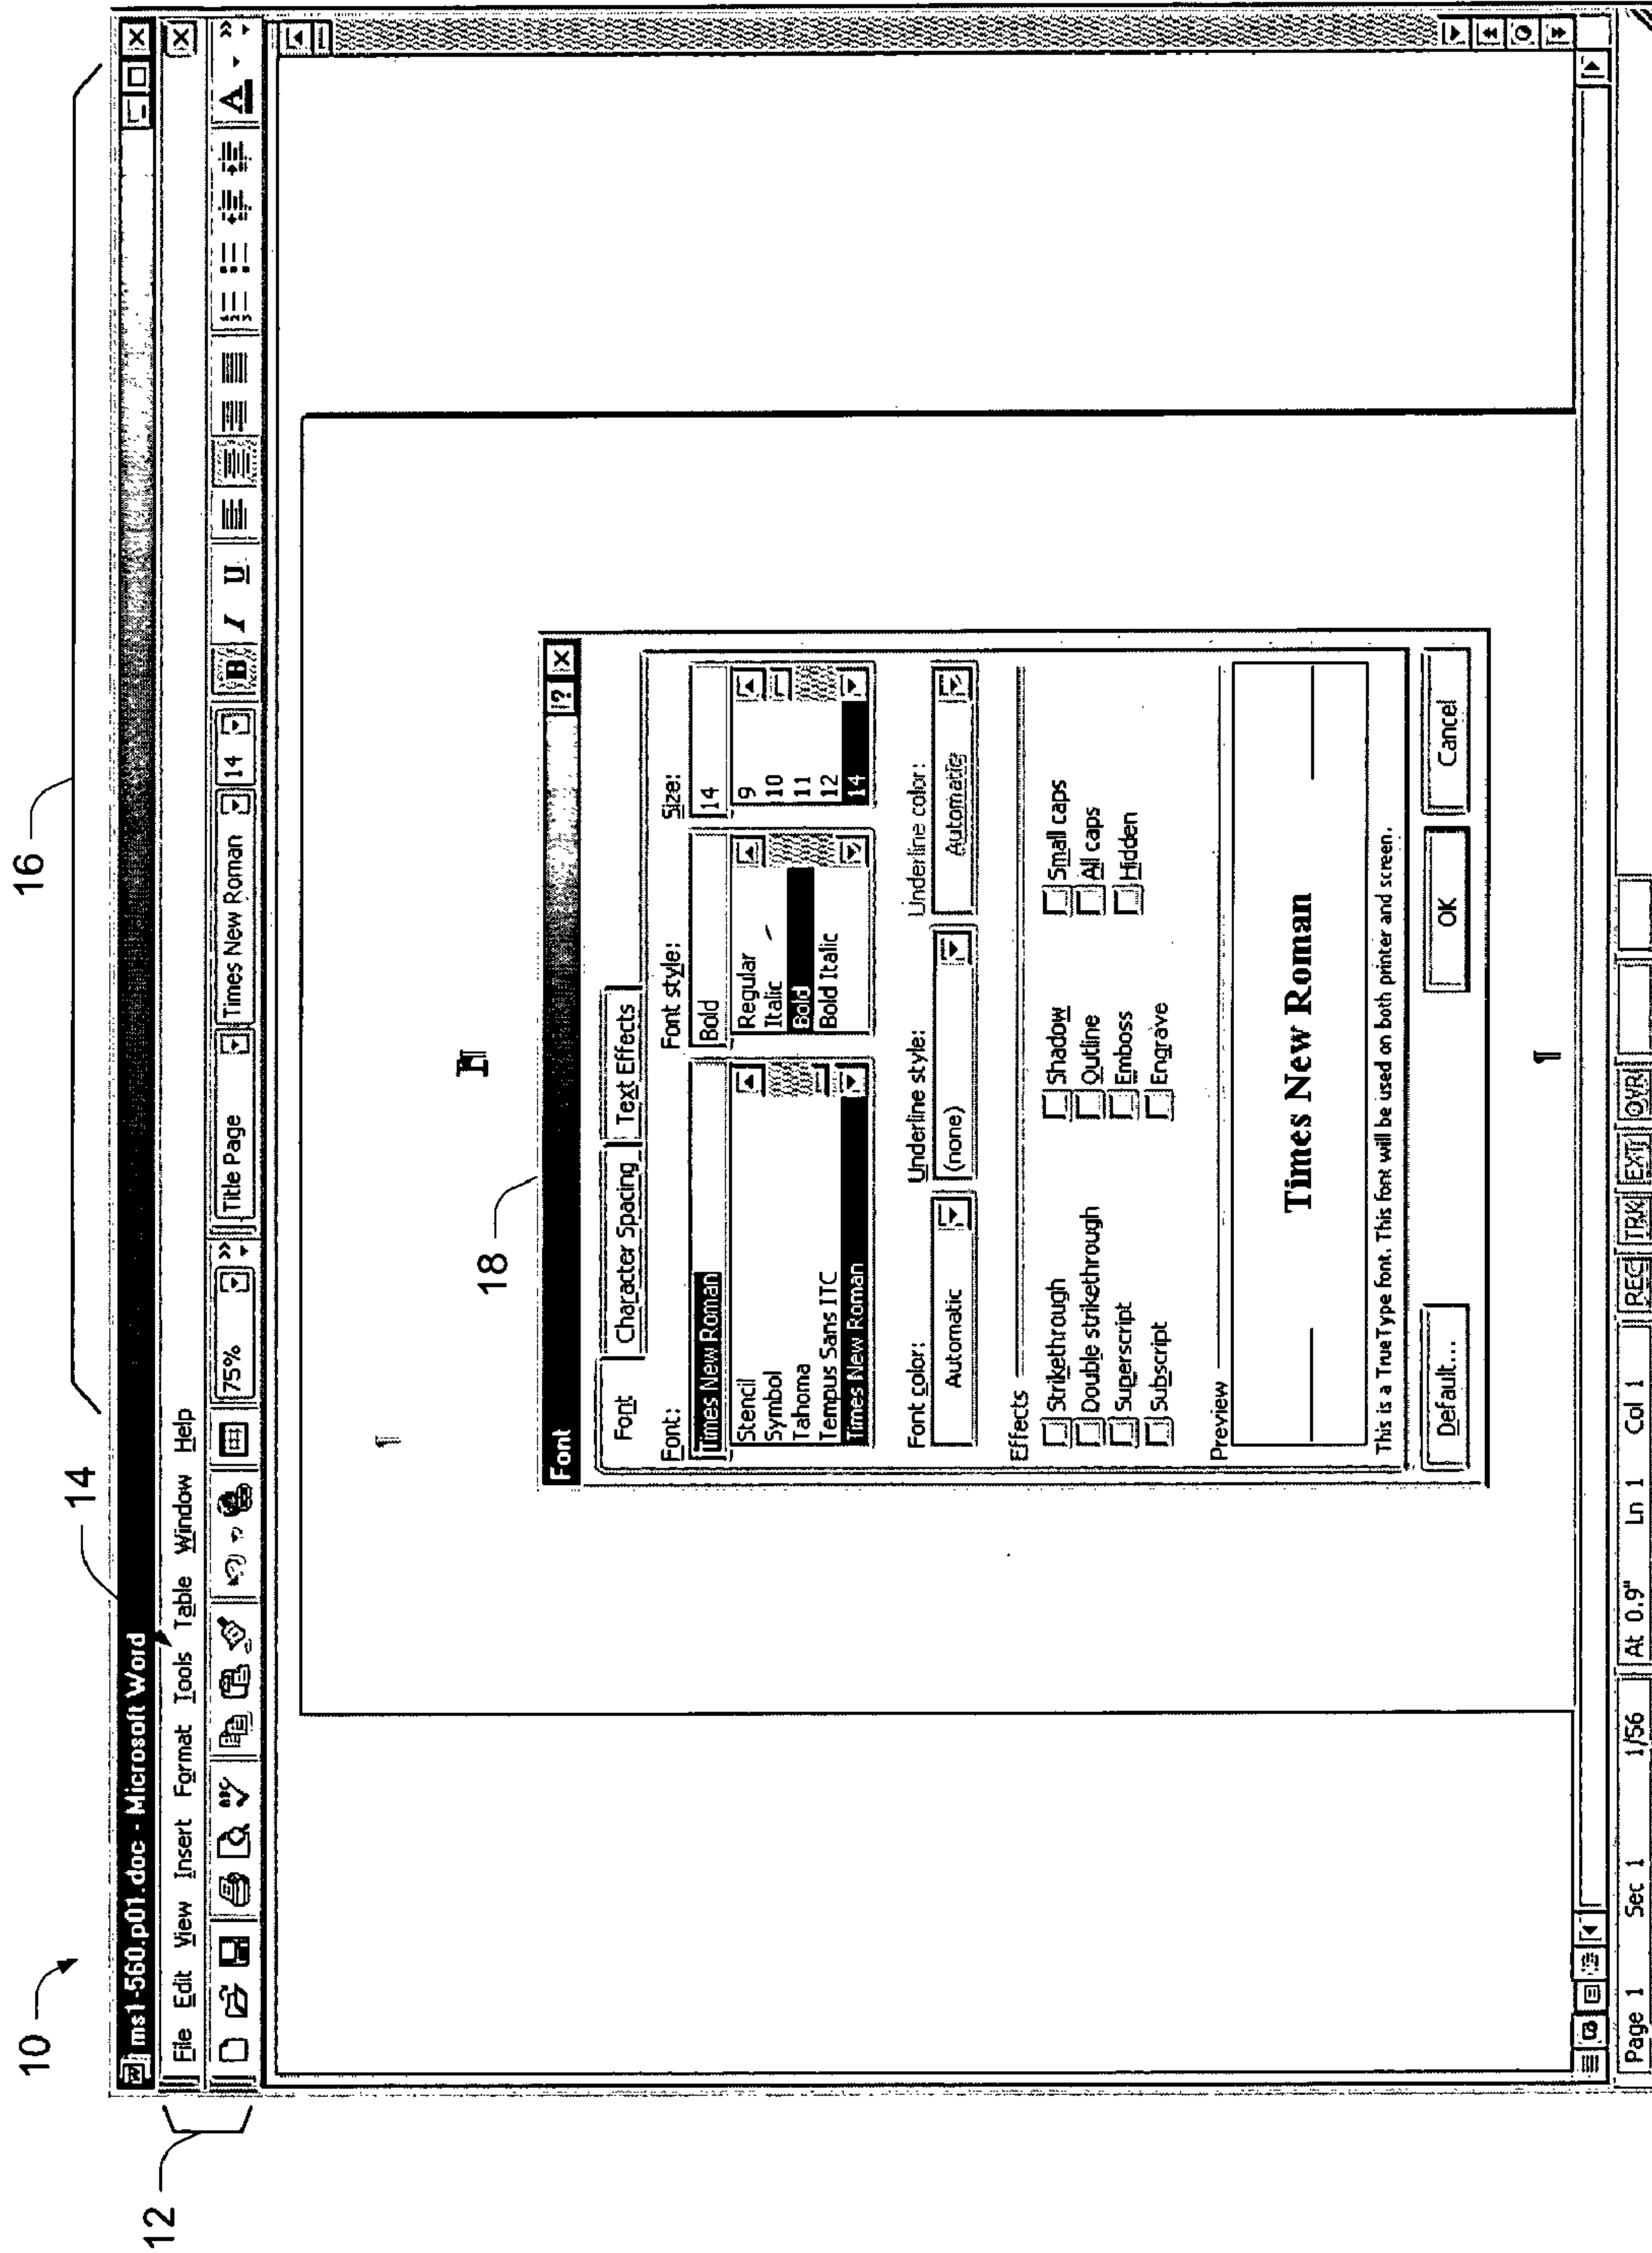 10
12
14
16
ms1-560.p01.doc - Microsoft Word
File Edit View Insert Format Tools Table Window Help
75% Title Page Times New Roman 14 B I U A
18
Font
Font Character Spacing Text Effects
Font: Font style: Size:
Times New Roman Bold 14
Stencil Regular 9
Symbol Italic 10
Tahoma Bold 11
Tempus Sans ITC Bold Italic 12
Times New Roman 14
Font color: Underline style: Underline color:
Automatic (none) Automatic
Effects
Strikethrough Shadow Small caps
Double strikethrough Outline All caps
Superscript Emboss Hidden
Subscript Engrave
Preview
Times New Roman
This is a TrueType font. This font will be used on both printer and screen.
Default... OK Cancel
¶
Page 1 Sec 1 1/56 At 0.9" Ln 1 Col 1 REC TRK EXT OVR